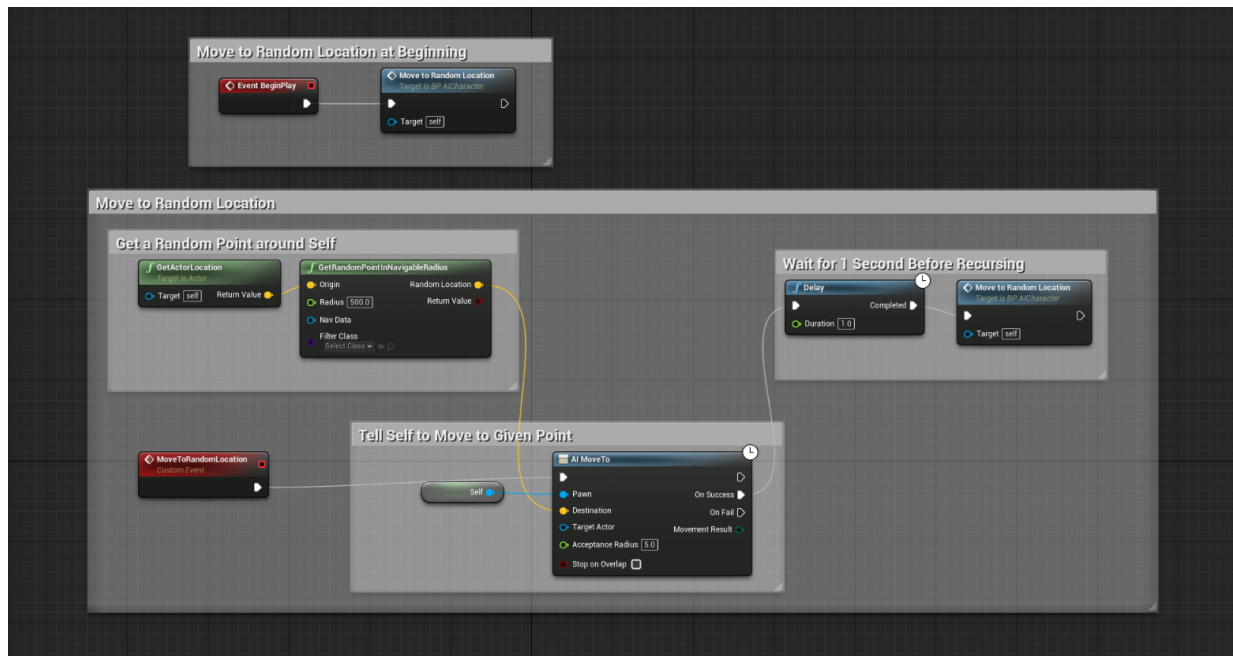 Move to Random Location at Beginning
Event BeginPlay
Move to Random Location
Target is BP AICharacter
Target self
Move to Random Location
Get a Random Point around Self
GetActorLocation
Target is Actor
Target self Return Value
GetRandomPointInNavigableRadius
Origin Random Location
Radius 500.0 Return Value
Nav Data
Filter Class
Select Class
Wait for 1 Second Before Recursing
Delay
Completed
Duration 1.0
Move to Random Location
Target is BP AICharacter
Target self
MoveToRandomLocation
Custom Event
Tell Self to Move to Given Point
Self
AI MoveTo
Pawn On Success
Destination On Fail
Target Actor Movement Result
Acceptance Radius 5.0
Stop on Overlap